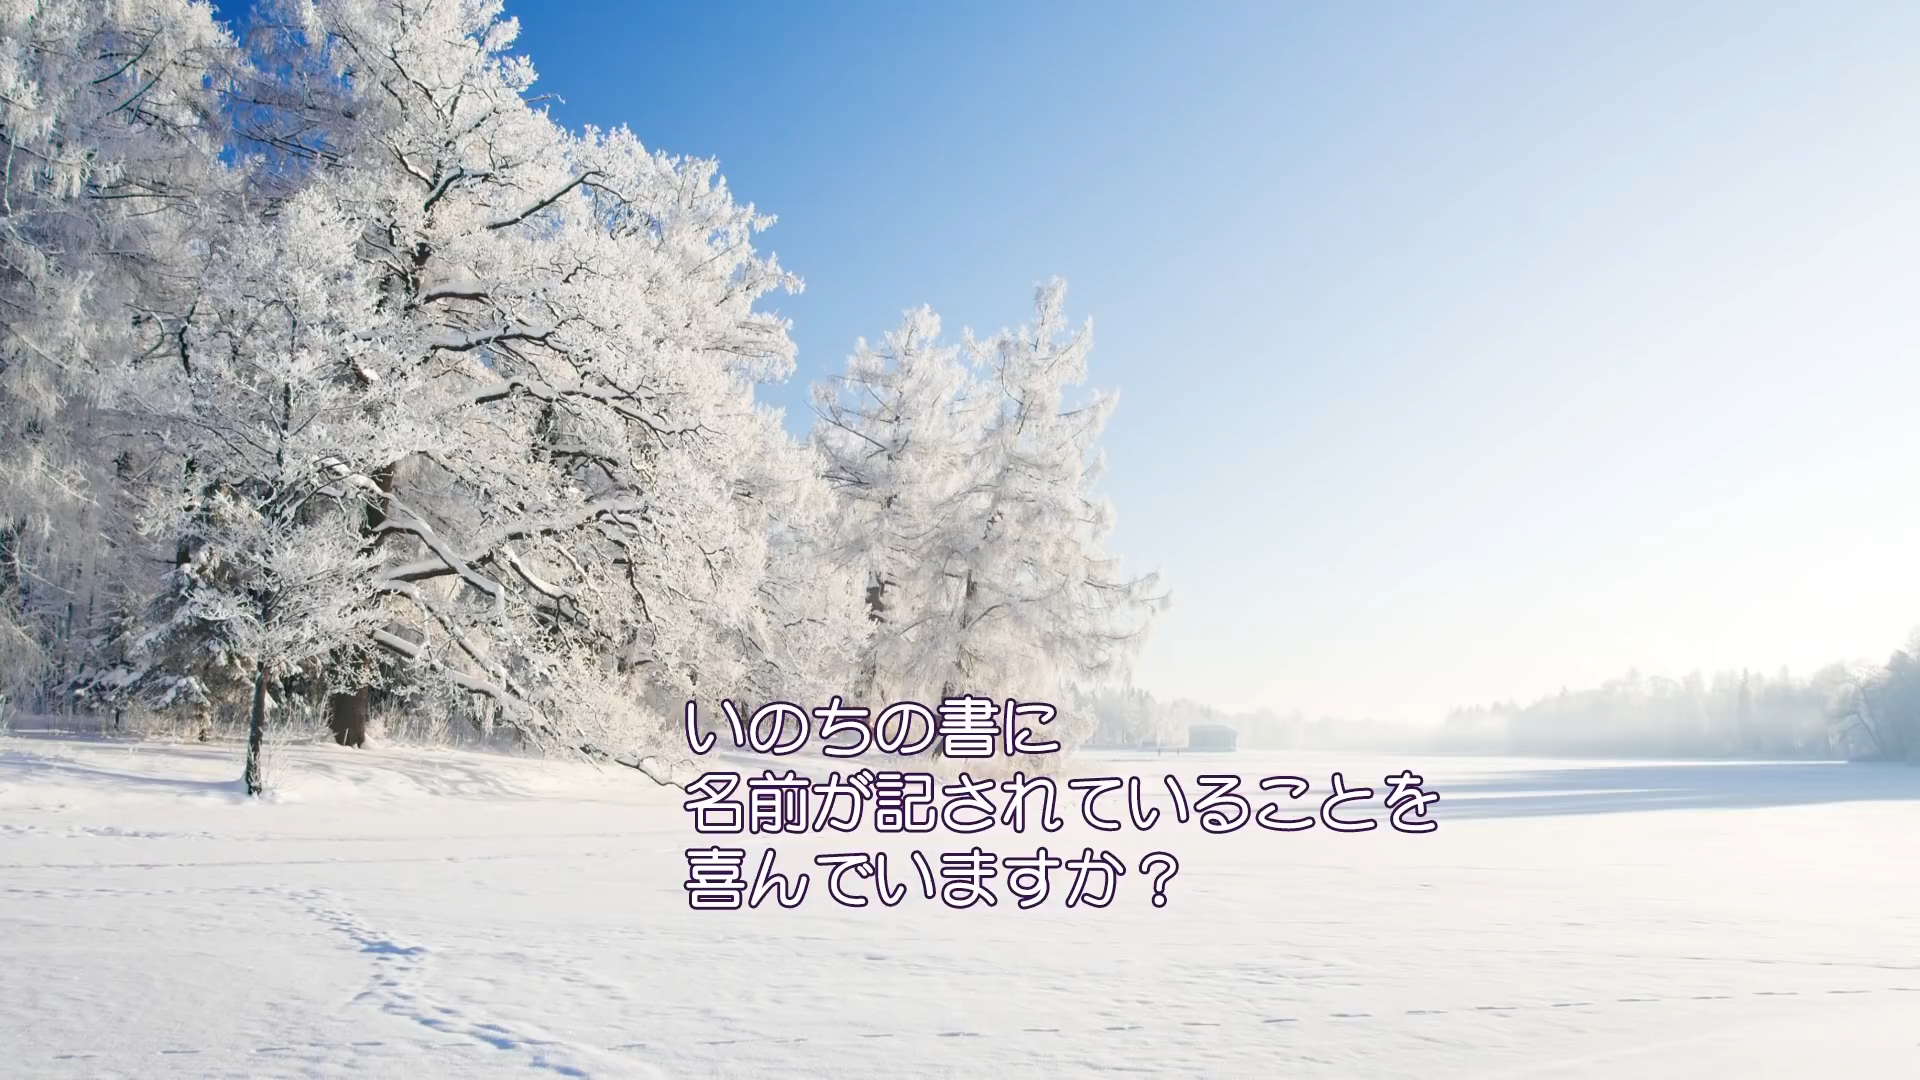 いのちの書に
名前が記されていることを
喜んでいますか？